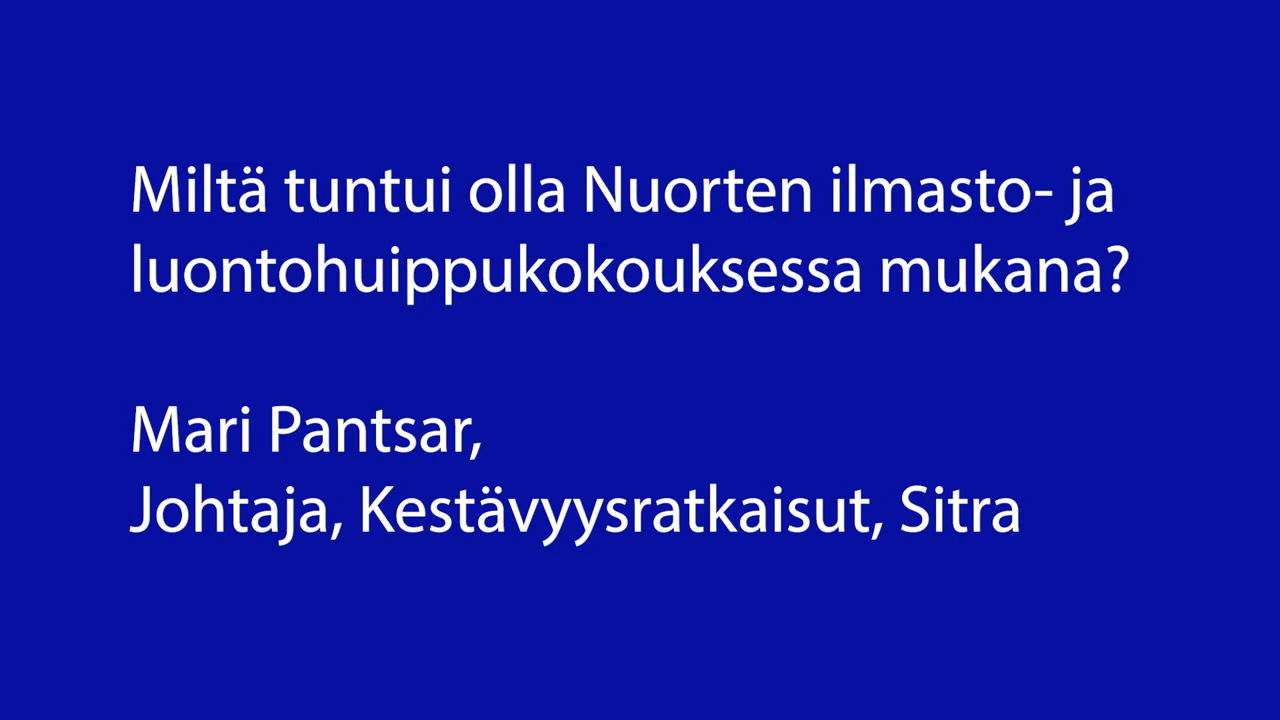 Miltä tuntui olla Nuorten ilmasto- ja
luontohuippukokouksessa mukana?
Mari Pantsar,
Johtaja, Kestävyysratkaisut, Sitra